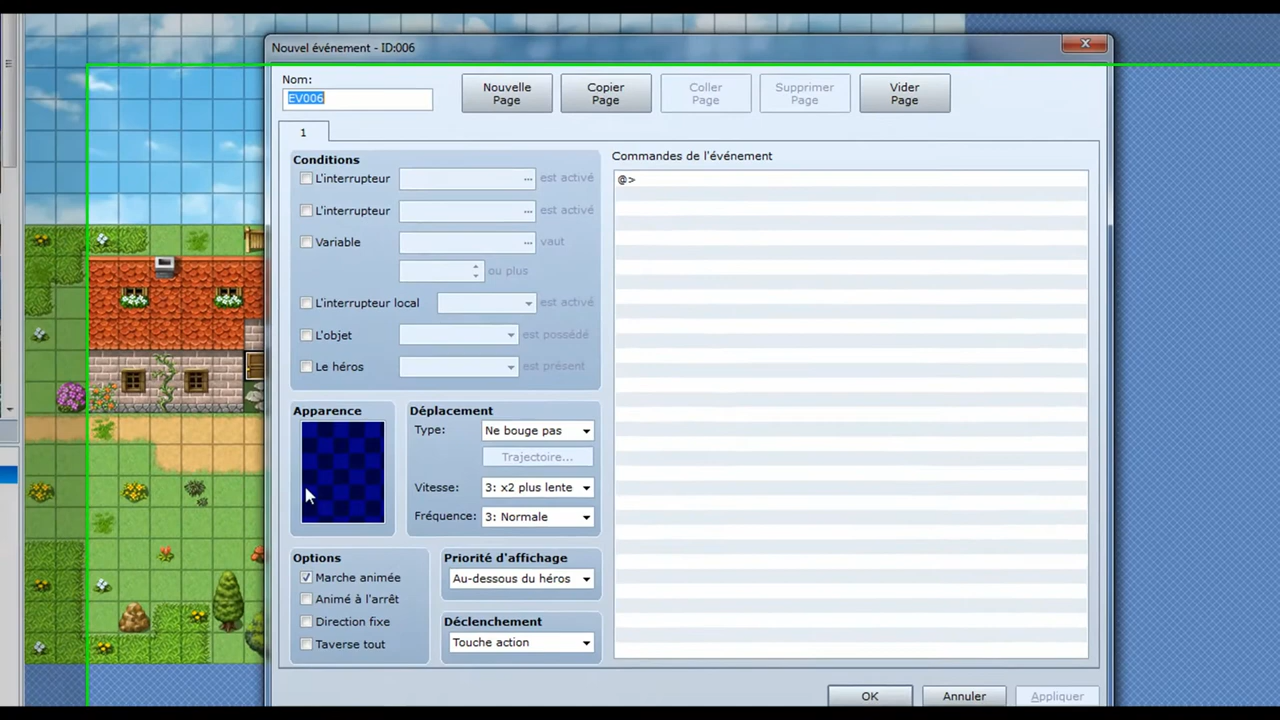 Nouvel événement - ID:006
Nom:
EV006
Nouvelle Page
Copier Page
Coller Page
Supprimer Page
Vider Page
1
Conditions
L'interrupteur ... est activé
L'interrupteur ... est activé
Variable ... vaut
ou plus
L'interrupteur local est activé
L'objet est possédé
Le héros est présent
Commandes de l'événement
@>
Apparence
Déplacement
Type: Ne bouge pas
Trajectoire...
Vitesse: 3: x2 plus lente
Fréquence: 3: Normale
Options
Marche animée
Animé à l'arrêt
Direction fixe
Taverse tout
Priorité d'affichage
Au-dessous du héros
Déclenchement
Touche action
OK
Annuler
Appliquer